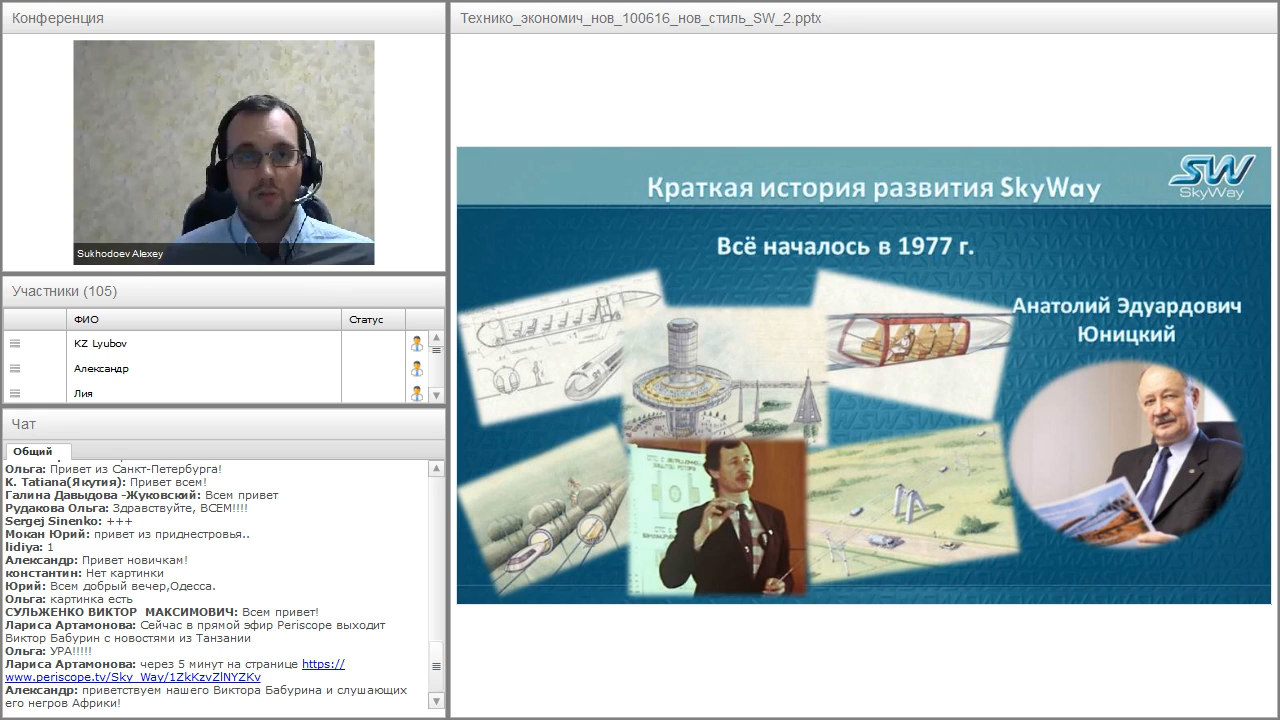 Конференция
Sukhodoev Alexey
Участники (105)
ФИО
Статус
KZ Lyubov
Александр
Лия
Чат
Общий
Ольга: Привет из Санкт-Петербурга!
K. Tatiana(Якутия): Привет всем!
Галина Давыдова -Жуковский: Всем привет
Рудакова Ольга: Здравствуйте, ВСЕМ!!!!
Sergej Sinenko: +++
Мокан Юрий: привет из приднестровья..
lidiya: 1
Александр: Привет новичкам!
константин: Нет картинки
Юрий: Всем добрый вечер,Одесса.
Ольга: картинка есть
СУЛЬЖЕНКО ВИКТОР МАКСИМОВИЧ: Всем привет!
Лариса Артамонова: Сейчас в прямой эфир Periscope выходит
Виктор Бабурин с новостями из Танзании
Ольга: УРА!!!!!
Лариса Артамонова: через 5 минут на странице https://
www.periscope.tv/Sky_Way/1ZkKzvZlNYZKv
Александр: приветствуем нашего Виктора Бабурина и слушающих
его негров Африки!
Технико_экономич_нов_100616_нов_стиль_SW_2.pptx
Краткая история развития SkyWay
SW
SkyWay
Всё началось в 1977 г.
Анатолий Эдуардович
Юницкий